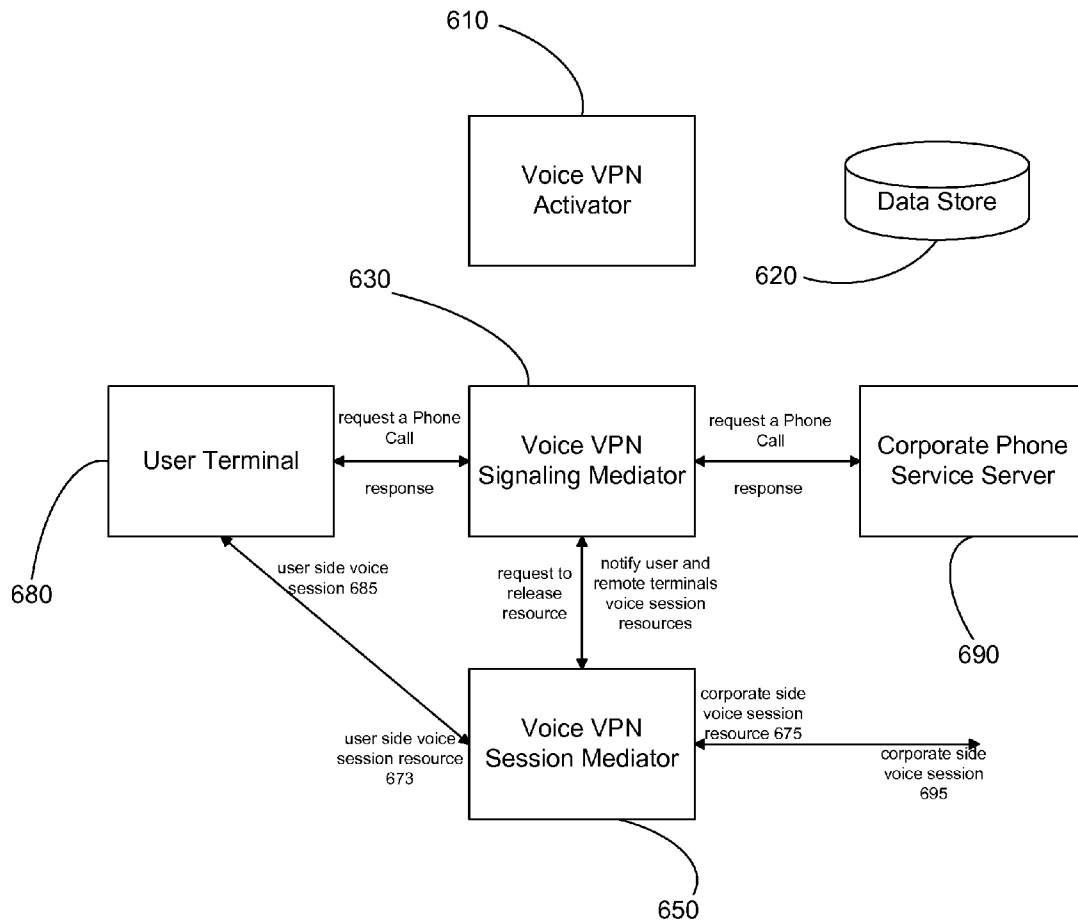 610
Voice VPN
Activator
Data Store
620
630
User Terminal
request a Phone
Call
response
Voice VPN
Signaling Mediator
request a Phone
Call
response
Corporate Phone
Service Server
680
user side voice
session 685
request to
release
resource
notify user and
remote terminals
voice session
resources
690
user side voice
session resource
673
Voice VPN
Session Mediator
corporate side
voice session
resource 675
corporate side
voice session
695
650